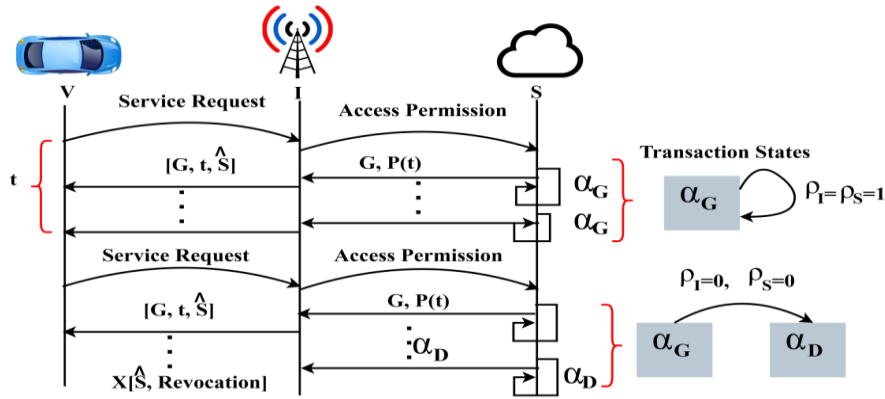 V
I
S
Service Request
Access Permission
t
[G, t, Ŝ]
G, P(t)
α_G
α_G
Transaction States
α_G
ρ_I= ρ_S=1
Service Request
Access Permission
[G, t, Ŝ]
G, P(t)
α_D
α_D
X[Ŝ, Revocation]
ρ_I=0, ρ_S=0
α_G
α_D